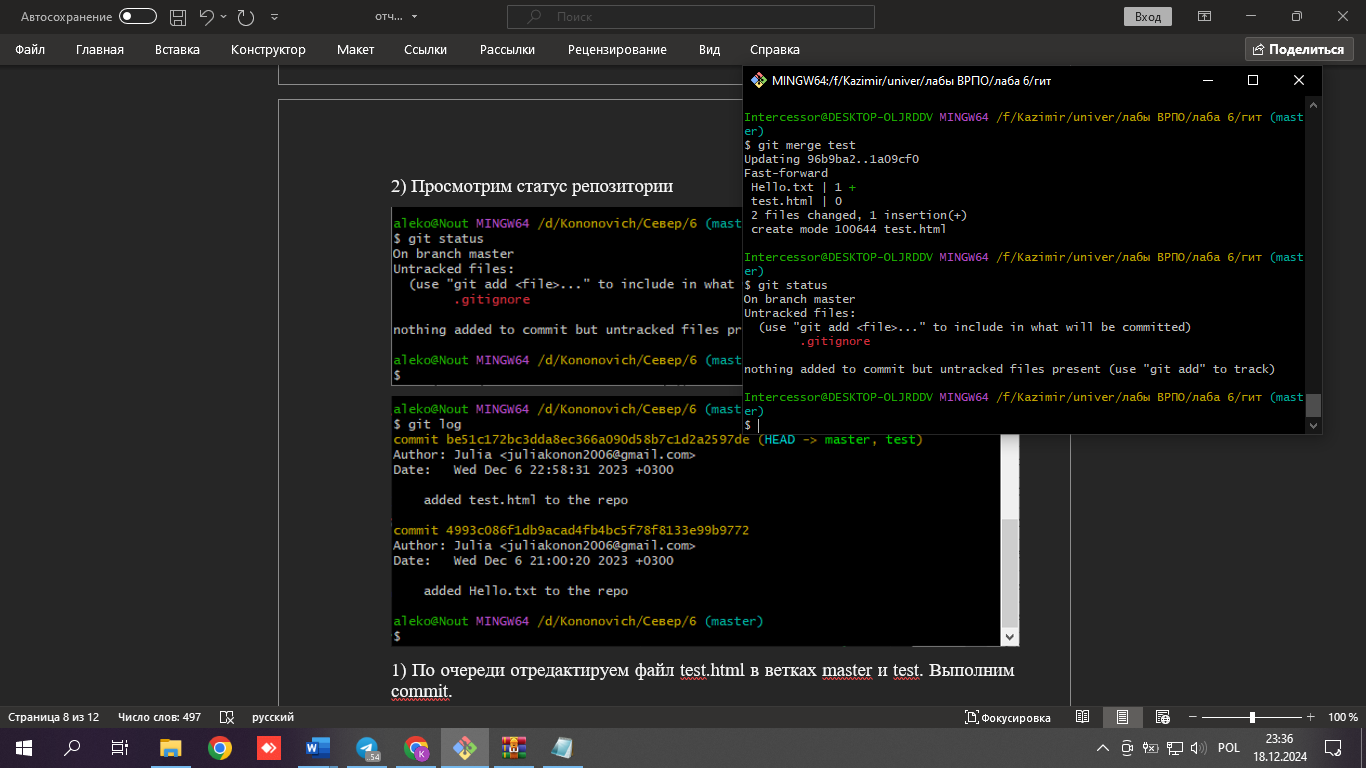 Автосохранение
отч...
Поиск
Вход
Файл
Главная
Вставка
Конструктор
Макет
Ссылки
Рассылки
Рецензирование
Вид
Справка
Поделиться
2) Просмотрим статус репозитории
aleko@Nout MINGW64 /d/Kononovich/Север/6 (mast
$ git status
On branch master
Untracked files:
(use "git add <file>..." to include in what
.gitignore
nothing added to commit but untracked files pr
aleko@Nout MINGW64 /d/Kononovich/Север/6 (mast
$
aleko@Nout MINGW64 /d/Kononovich/Север/6 (mast
$ git log
commit be51c172bc3dda8ec366a090d58b7c1d2a2597de (HEAD -> master, test)
Author: Julia <juliakonon2006@gmail.com>
Date:   Wed Dec 6 22:58:31 2023 +0300
added test.html to the repo
commit 4993c086f1db9acad4fb4bc5f78f8133e99b9772
Author: Julia <juliakonon2006@gmail.com>
Date:   Wed Dec 6 21:00:20 2023 +0300
added Hello.txt to the repo
aleko@Nout MINGW64 /d/Kononovich/Север/6 (master)
$
1) По очереди отредактируем файл test.html в ветках master и test. Выполним
commit.
MINGW64:/f/Kazimir/univer/лабы ВРПО/лаба 6/гит
Intercessor@DESKTOP-OLJRDDV MINGW64 /f/Kazimir/univer/лабы ВРПО/лаба 6/гит (mast
er)
$ git merge test
Updating 96b9ba2..1a09cf0
Fast-forward
Hello.txt | 1 +
test.html | 0
2 files changed, 1 insertion(+)
create mode 100644 test.html
Intercessor@DESKTOP-OLJRDDV MINGW64 /f/Kazimir/univer/лабы ВРПО/лаба 6/гит (mast
er)
$ git status
On branch master
Untracked files:
(use "git add <file>..." to include in what will be committed)
.gitignore
nothing added to commit but untracked files present (use "git add" to track)
Intercessor@DESKTOP-OLJRDDV MINGW64 /f/Kazimir/univer/лабы ВРПО/лаба 6/гит (mast
er)
$
Страница 8 из 12
Число слов: 497
русский
Фокусировка
100 %
.54
K
POL
23:36
18.12.2024